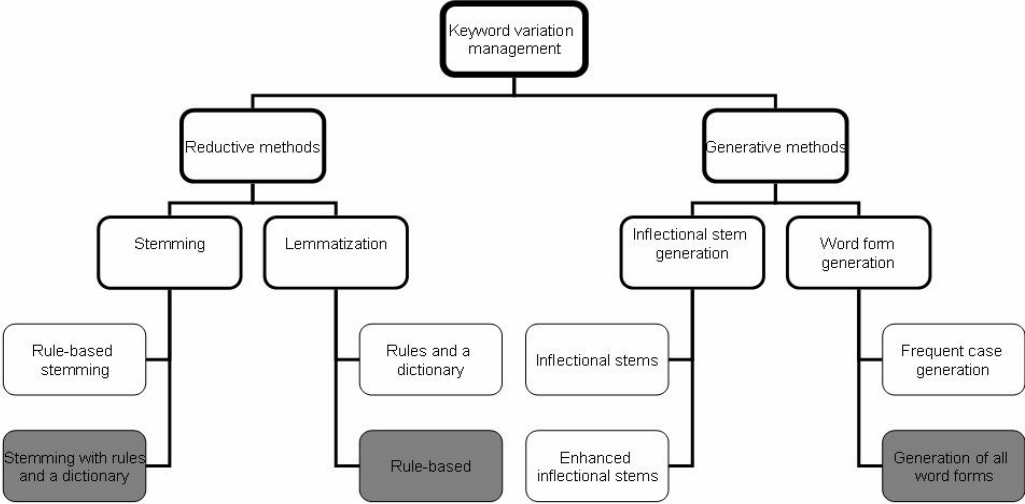 Keyword variation
management
Reductive methods
Generative methods
Stemming
Lemmatization
Inflectional stem
generation
Word form
generation
Rule-based
stemming
Rules and a
dictionary
Inflectional stems
Frequent case
generation
Stemming with rules
and a dictionary
Rule-based
Enhanced
inflectional stems
Generation of all
word forms